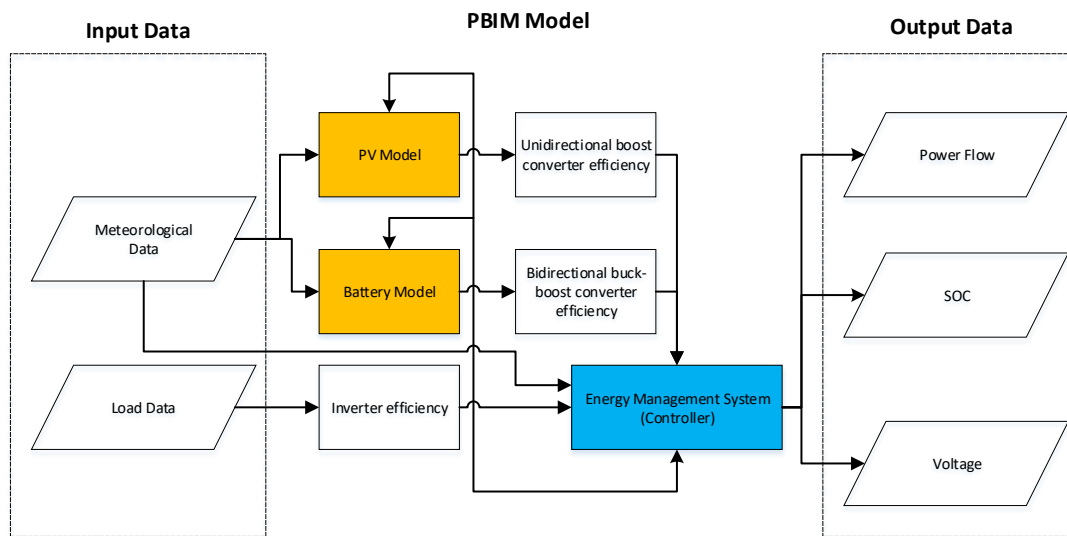 Input Data
PBIM Model
Output Data
PV Model
Unidirectional boost
converter efficiency
Power Flow
Meteorological
Data
Battery Model
Bidirectional buck-
boost converter
efficiency
SOC
Load Data
Inverter efficiency
Energy Management System
(Controller)
Voltage